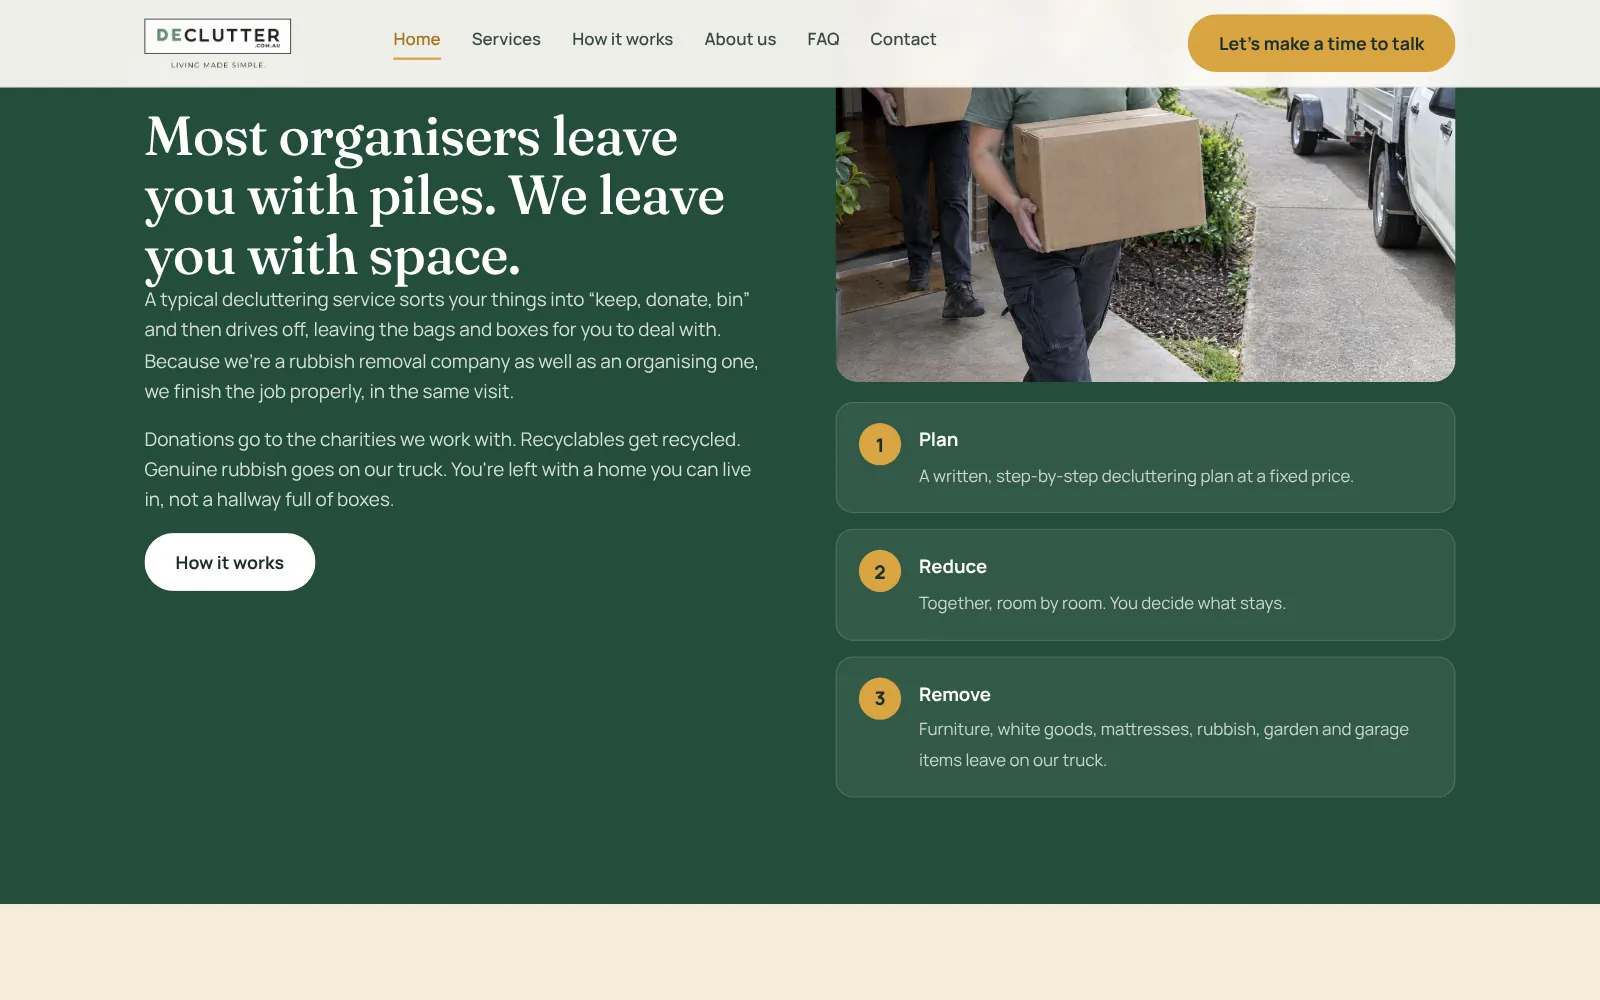 DECLUTTER
.COM.AU
LIVING MADE SIMPLE.
Home
Services
How it works
About us
FAQ
Contact
Let's make a time to talk
Most organisers leave
you with piles. We leave
you with space.
A typical decluttering service sorts your things into “keep, donate, bin”
and then drives off, leaving the bags and boxes for you to deal with.
Because we're a rubbish removal company as well as an organising one,
we finish the job properly, in the same visit.
Donations go to the charities we work with. Recyclables get recycled.
Genuine rubbish goes on our truck. You're left with a home you can live
in, not a hallway full of boxes.
How it works
1
Plan
A written, step-by-step decluttering plan at a fixed price.
2
Reduce
Together, room by room. You decide what stays.
3
Remove
Furniture, white goods, mattresses, rubbish, garden and garage
items leave on our truck.